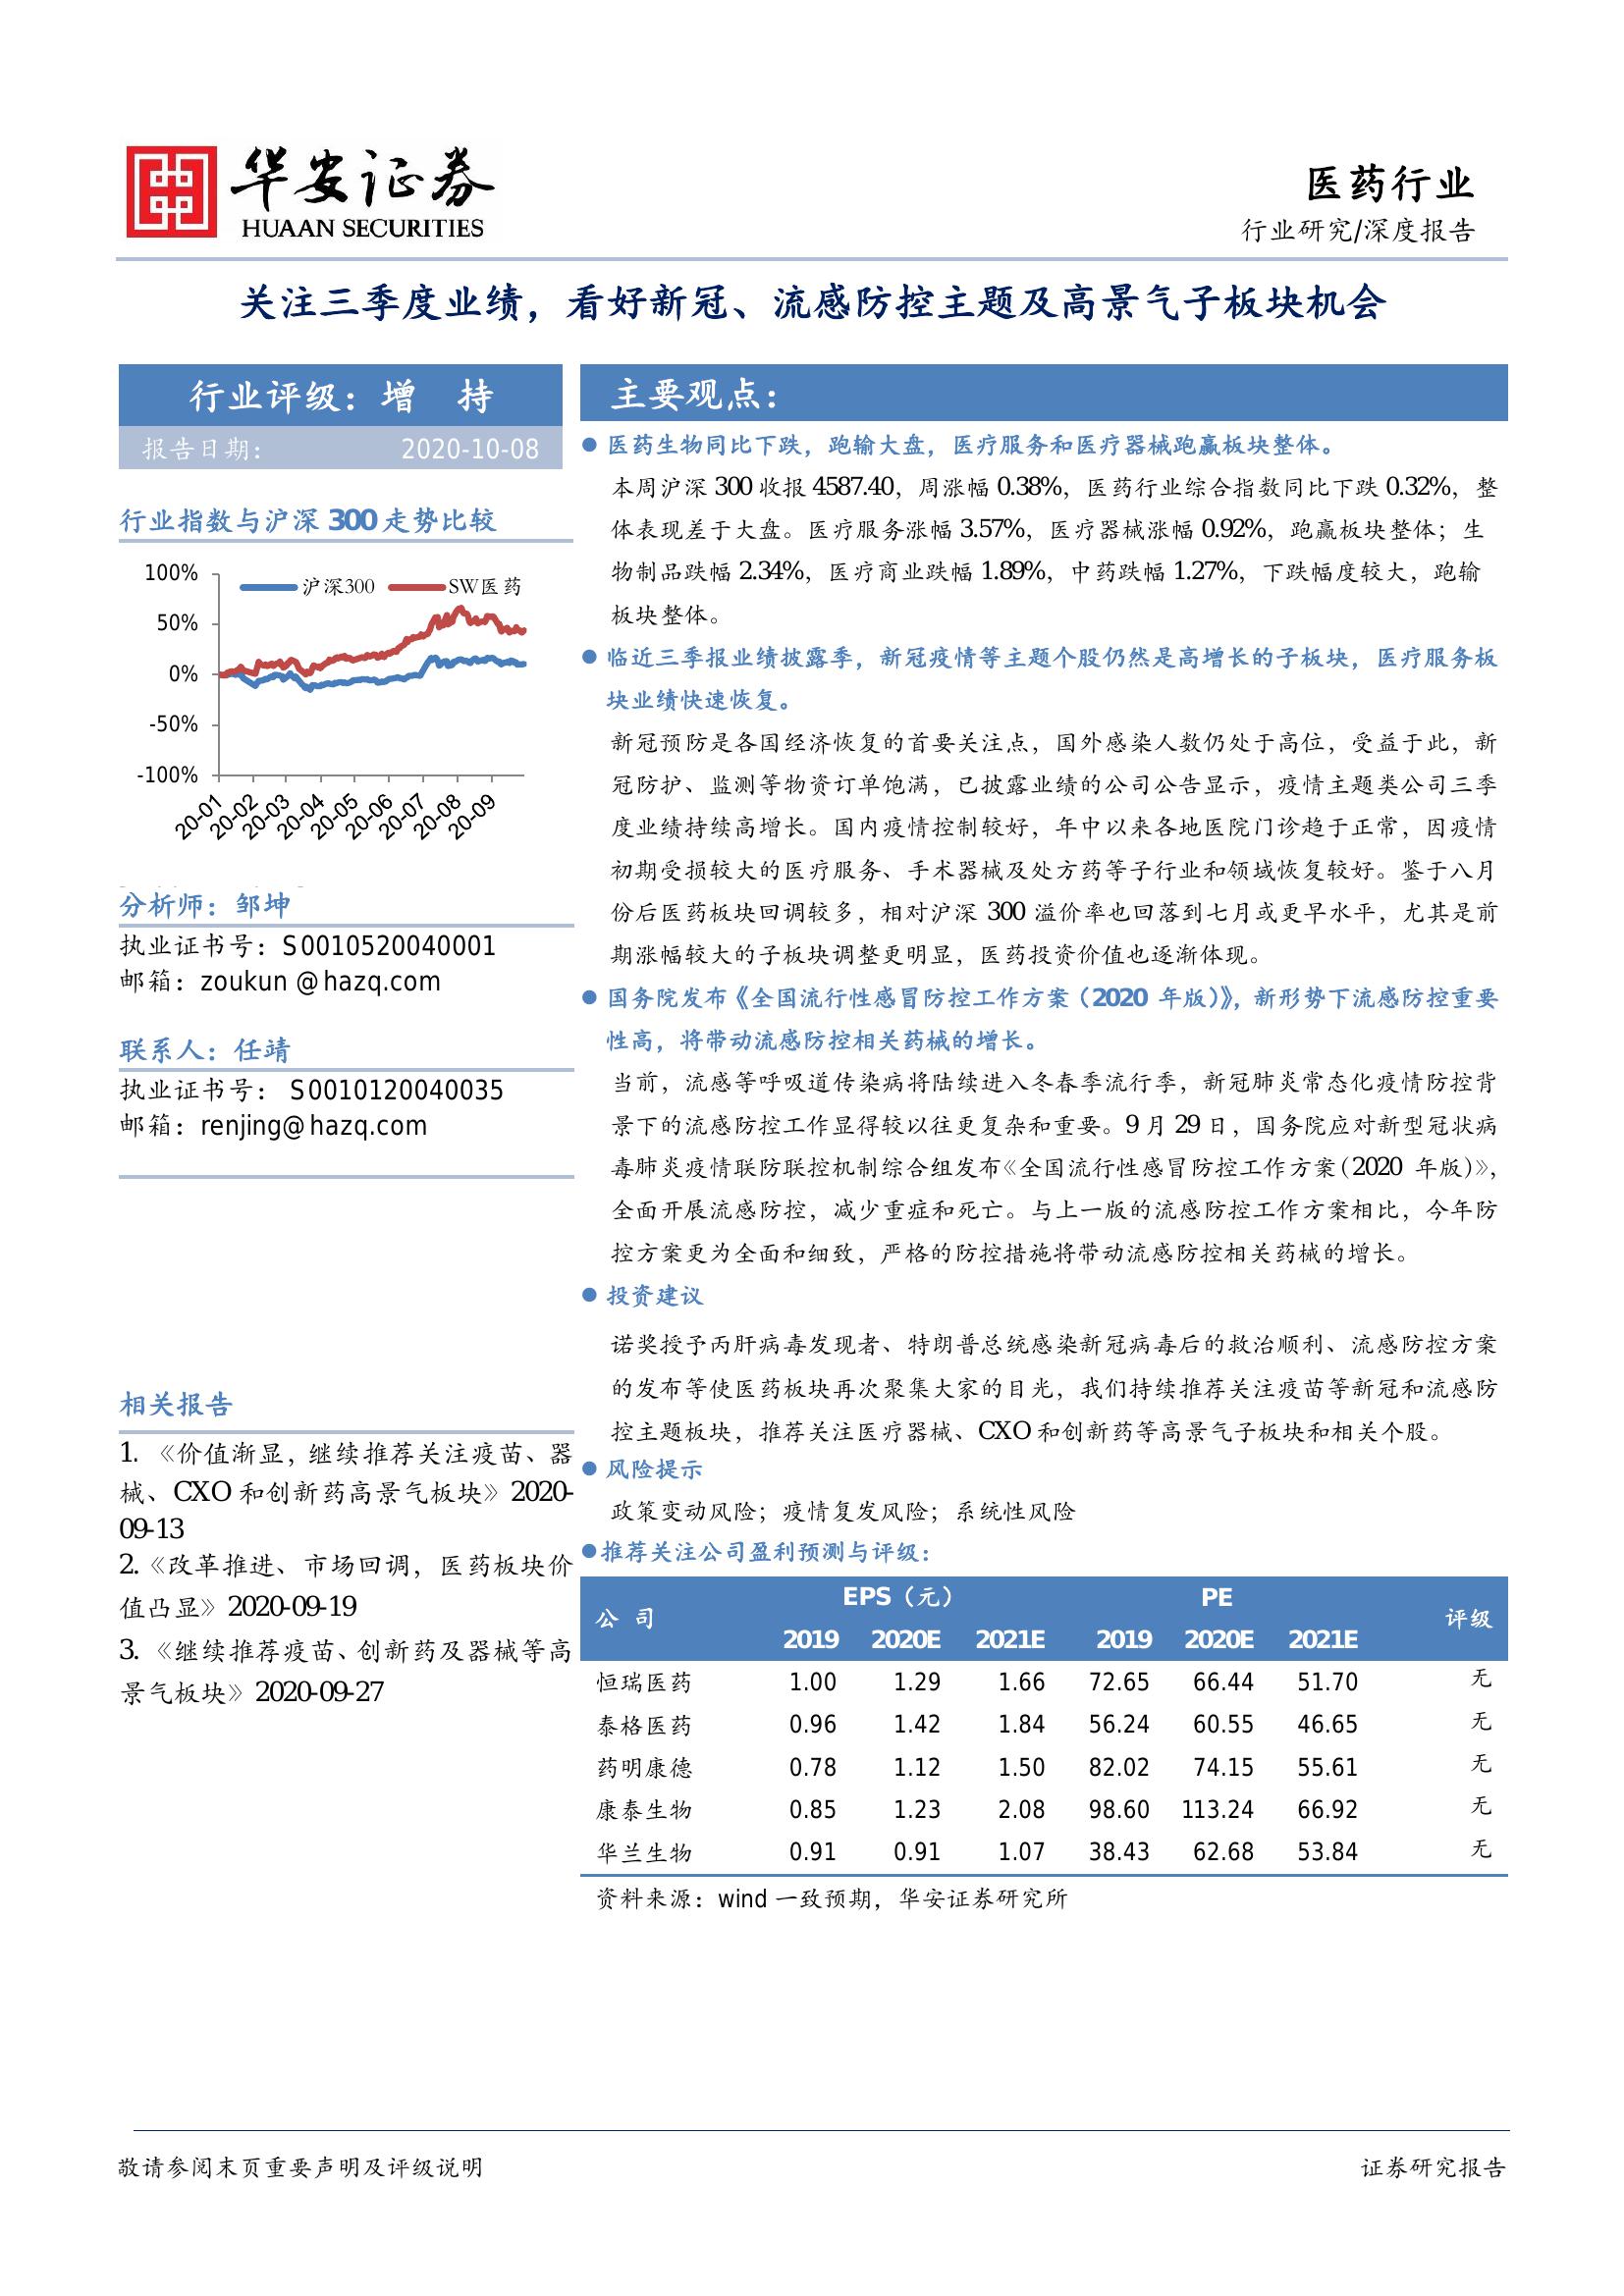 华安证券
HUAAN SECURITIES
医药行业
行业研究/深度报告
关注三季度业绩，看好新冠、流感防控主题及高景气子板块机会
行业评级：增 持
报告日期： 2020-10-08
行业指数与沪深 300 走势比较
沪深300 SW医药
100%
50%
0%
-50%
-100%
20-01 20-02 20-03 20-04 20-05 20-06 20-07 20-08 20-09
分析师：邹坤
执业证书号：S0010520040001
邮箱：zoukun @hazq.com
联系人：任靖
执业证书号： S0010120040035
邮箱：renjing@hazq.com
相关报告
1. 《价值渐显，继续推荐关注疫苗、器
械、CXO 和创新药高景气板块》2020-
09-13
2.《改革推进、市场回调，医药板块价
值凸显》2020-09-19
3. 《继续推荐疫苗、创新药及器械等高
景气板块》2020-09-27
主要观点：
● 医药生物同比下跌，跑输大盘，医疗服务和医疗器械跑赢板块整体。
本周沪深 300 收报 4587.40，周涨幅 0.38%，医药行业综合指数同比下跌 0.32%，整
体表现差于大盘。医疗服务涨幅 3.57%，医疗器械涨幅 0.92%，跑赢板块整体；生
物制品跌幅 2.34%，医疗商业跌幅 1.89%，中药跌幅 1.27%，下跌幅度较大，跑输
板块整体。
● 临近三季报业绩披露季，新冠疫情等主题个股仍然是高增长的子板块，医疗服务板
块业绩快速恢复。
新冠预防是各国经济恢复的首要关注点，国外感染人数仍处于高位，受益于此，新
冠防护、监测等物资订单饱满，已披露业绩的公司公告显示，疫情主题类公司三季
度业绩持续高增长。国内疫情控制较好，年中以来各地医院门诊趋于正常，因疫情
初期受损较大的医疗服务、手术器械及处方药等子行业和领域恢复较好。鉴于八月
份后医药板块回调较多，相对沪深 300 溢价率也回落到七月或更早水平，尤其是前
期涨幅较大的子板块调整更明显，医药投资价值也逐渐体现。
● 国务院发布《全国流行性感冒防控工作方案（2020 年版）》，新形势下流感防控重要
性高，将带动流感防控相关药械的增长。
当前，流感等呼吸道传染病将陆续进入冬春季流行季，新冠肺炎常态化疫情防控背
景下的流感防控工作显得较以往更复杂和重要。9 月 29 日，国务院应对新型冠状病
毒肺炎疫情联防联控机制综合组发布《全国流行性感冒防控工作方案（2020 年版）》，
全面开展流感防控，减少重症和死亡。与上一版的流感防控工作方案相比，今年防
控方案更为全面和细致，严格的防控措施将带动流感防控相关药械的增长。
● 投资建议
诺奖授予丙肝病毒发现者、特朗普总统感染新冠病毒后的救治顺利、流感防控方案
的发布等使医药板块再次聚集大家的目光，我们持续推荐关注疫苗等新冠和流感防
控主题板块，推荐关注医疗器械、CXO 和创新药等高景气子板块和相关个股。
● 风险提示
政策变动风险；疫情复发风险；系统性风险
●推荐关注公司盈利预测与评级：
公 司 EPS（元） PE 评级
2019 2020E 2021E 2019 2020E 2021E
恒瑞医药 1.00 1.29 1.66 72.65 66.44 51.70 无
泰格医药 0.96 1.42 1.84 56.24 60.55 46.65 无
药明康德 0.78 1.12 1.50 82.02 74.15 55.61 无
康泰生物 0.85 1.23 2.08 98.60 113.24 66.92 无
华兰生物 0.91 0.91 1.07 38.43 62.68 53.84 无
资料来源：wind 一致预期，华安证券研究所
敬请参阅末页重要声明及评级说明 证券研究报告